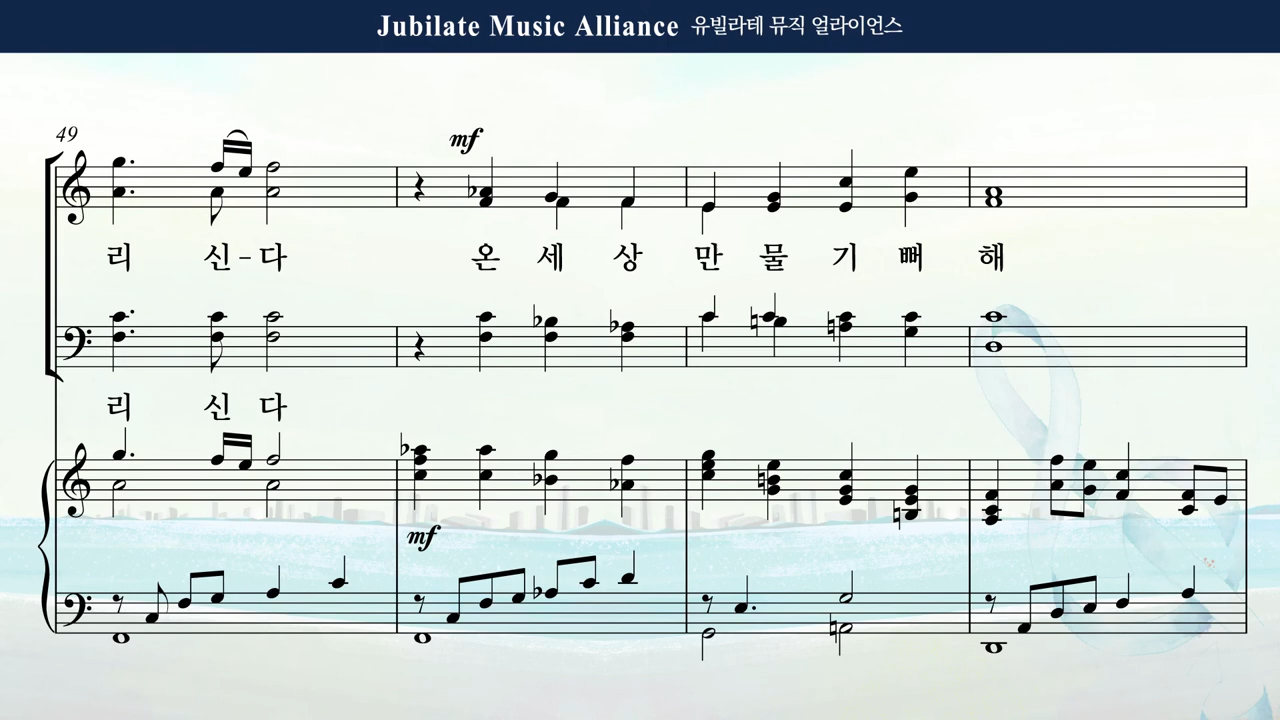 Jubilate Music Alliance 유빌라테 뮤직 얼라이언스
49
mf
리 신 - 다 온 세 상 만 물 기 뻐 해
리 신 다
mf